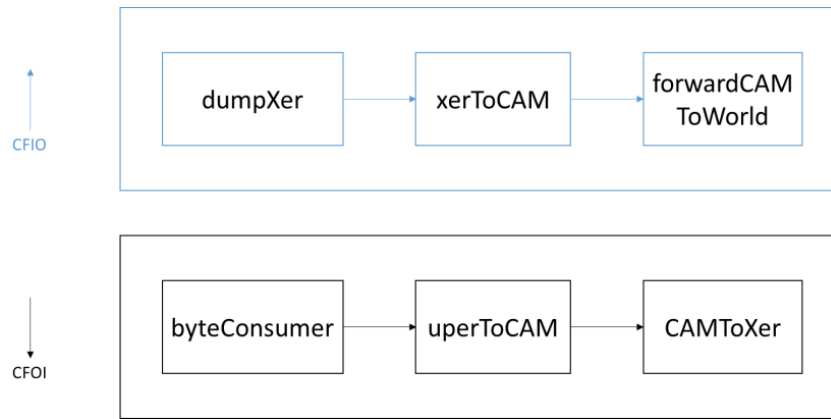 dumpXer
xerToCAM
forwardCAM
ToWorld
CFIO
byteConsumer
uperToCAM
CAMToXer
CFOI